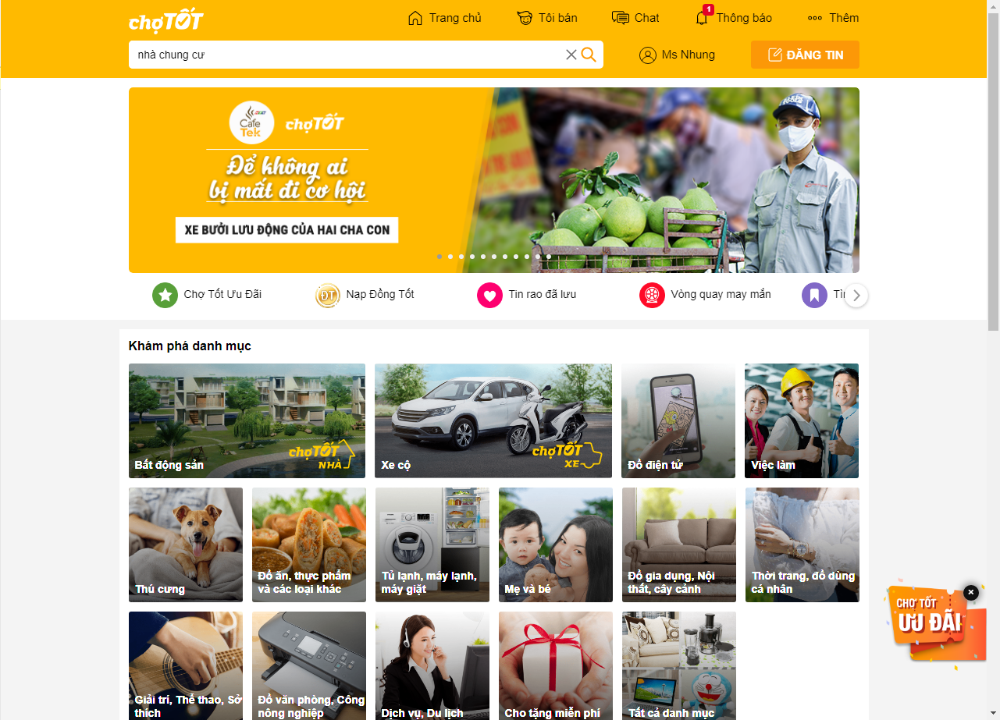 chợTỐT
Trang chủ
Tôi bán
Chat
1
Thông báo
Thêm
nhà chung cư
Ms Nhung
ĐĂNG TIN
Cafe
Tek
chợTỐT
Để không ai
bị mất đi cơ hội
XE BƯỞI LƯU ĐỘNG CỦA HAI CHA CON
Chợ Tốt Ưu Đãi
ĐT
Nạp Đồng Tốt
Tin rao đã lưu
Vòng quay may mắn
Khám phá danh mục
chợTỐT
NHÀ
Bất động sản
chợTỐT
XE
Xe cộ
Đồ điện tử
Việc làm
Thú cưng
Đồ ăn, thực phẩm
và các loại khác
Tủ lạnh, máy lạnh,
máy giặt
Mẹ và bé
Đồ gia dụng, Nội
thất, cây cảnh
Thời trang, đồ dùng
cá nhân
CHỢ TỐT
ƯU ĐÃI
Giải trí, Thể thao, Sở
thích
Đồ văn phòng, Công
nông nghiệp
Dịch vụ, Du lịch
Cho tặng miễn phí
Tất cả danh mục